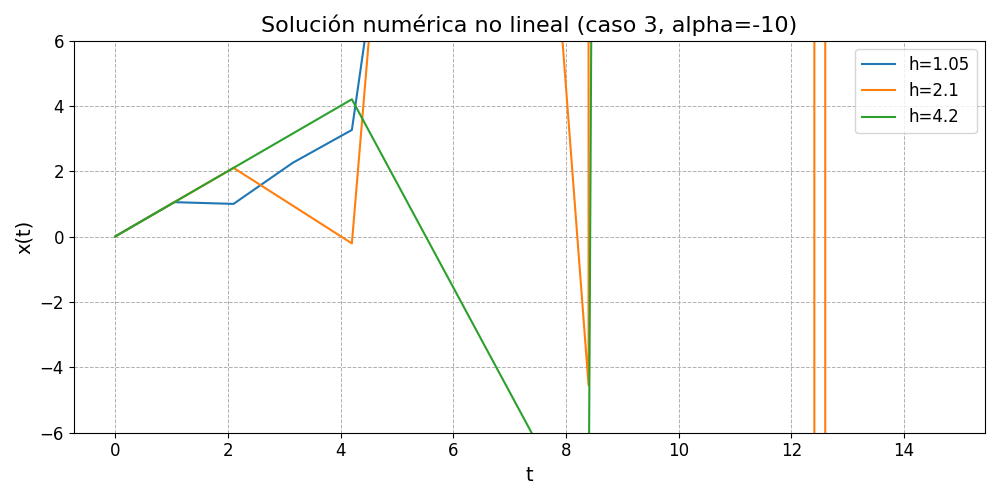 Solución numérica no lineal (caso 3, alpha=-10)
h=1.05
h=2.1
h=4.2
x(t)
6
4
2
0
−2
−4
−6
0 2 4 6 8 10 12 14
t